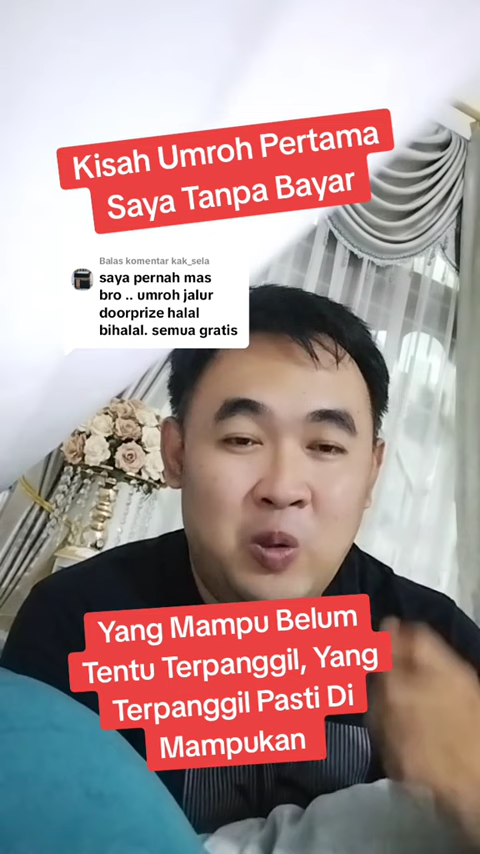 Kisah Umroh Pertama
Saya Tanpa Bayar
Balas komentar kak_sela
saya pernah mas
bro .. umroh jalur
doorprize halal
bihalal. semua gratis
Yang Mampu Belum
Tentu Terpanggil, Yang
Terpanggil Pasti Di
Mampukan